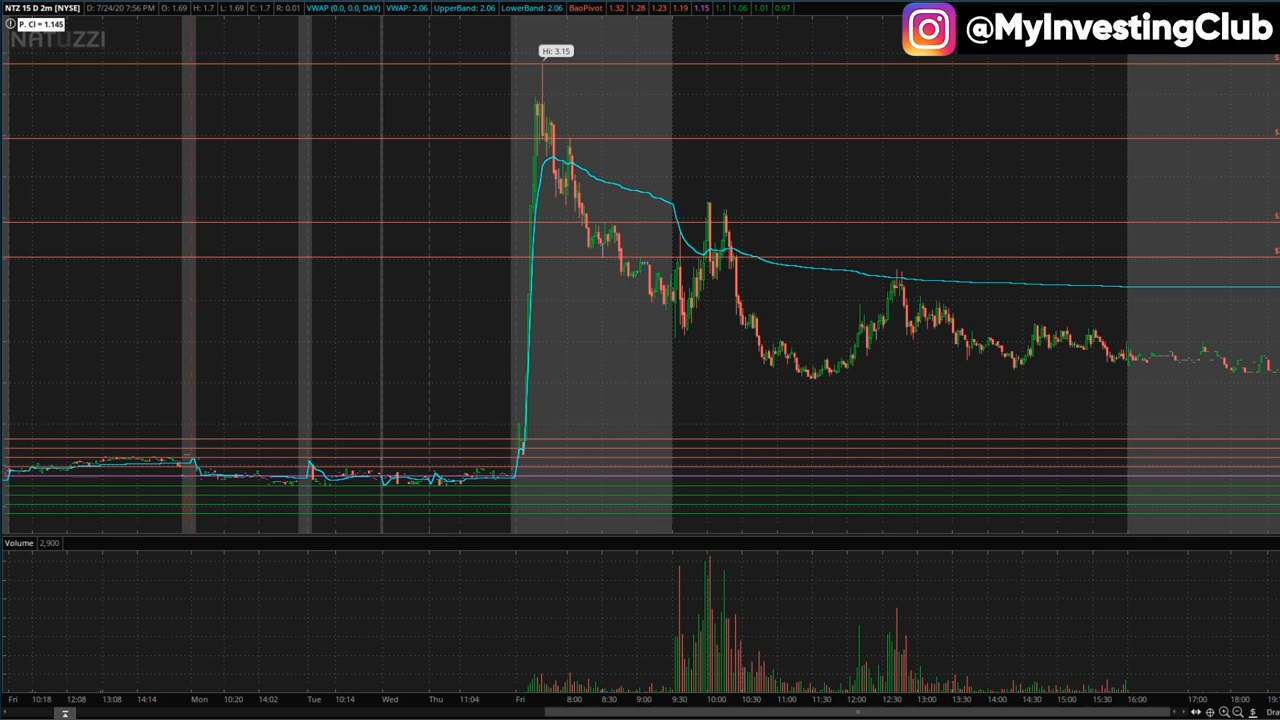 NTZ 15 D 2m [NYSE] D: 7/24/20 7:56 PM O: 1.69 H: 1.7 L: 1.69 C: 1.7 R: 0.01 VWAP (0.0, 0.0, DAY) VWAP: 2.06 UpperBand: 2.06 LowerBand: 2.06 BaoPivot 1.32 1.28 1.23 1.19 1.15 1.1 1.06 1.01 0.97
@MyInvestingClub
P. Cl = 1.145
NATUZZI
Hi: 3.15
Volume 2,900
Fri 10:18 12:08 13:08 14:14 Mon 10:20 14:02 Tue 10:14 Wed Thu 11:04 Fri 8:00 8:30 9:00 9:30 10:00 10:30 11:00 11:30 12:00 12:30 13:00 13:30 14:00 14:30 15:00 15:30 16:00 17:00 18:00